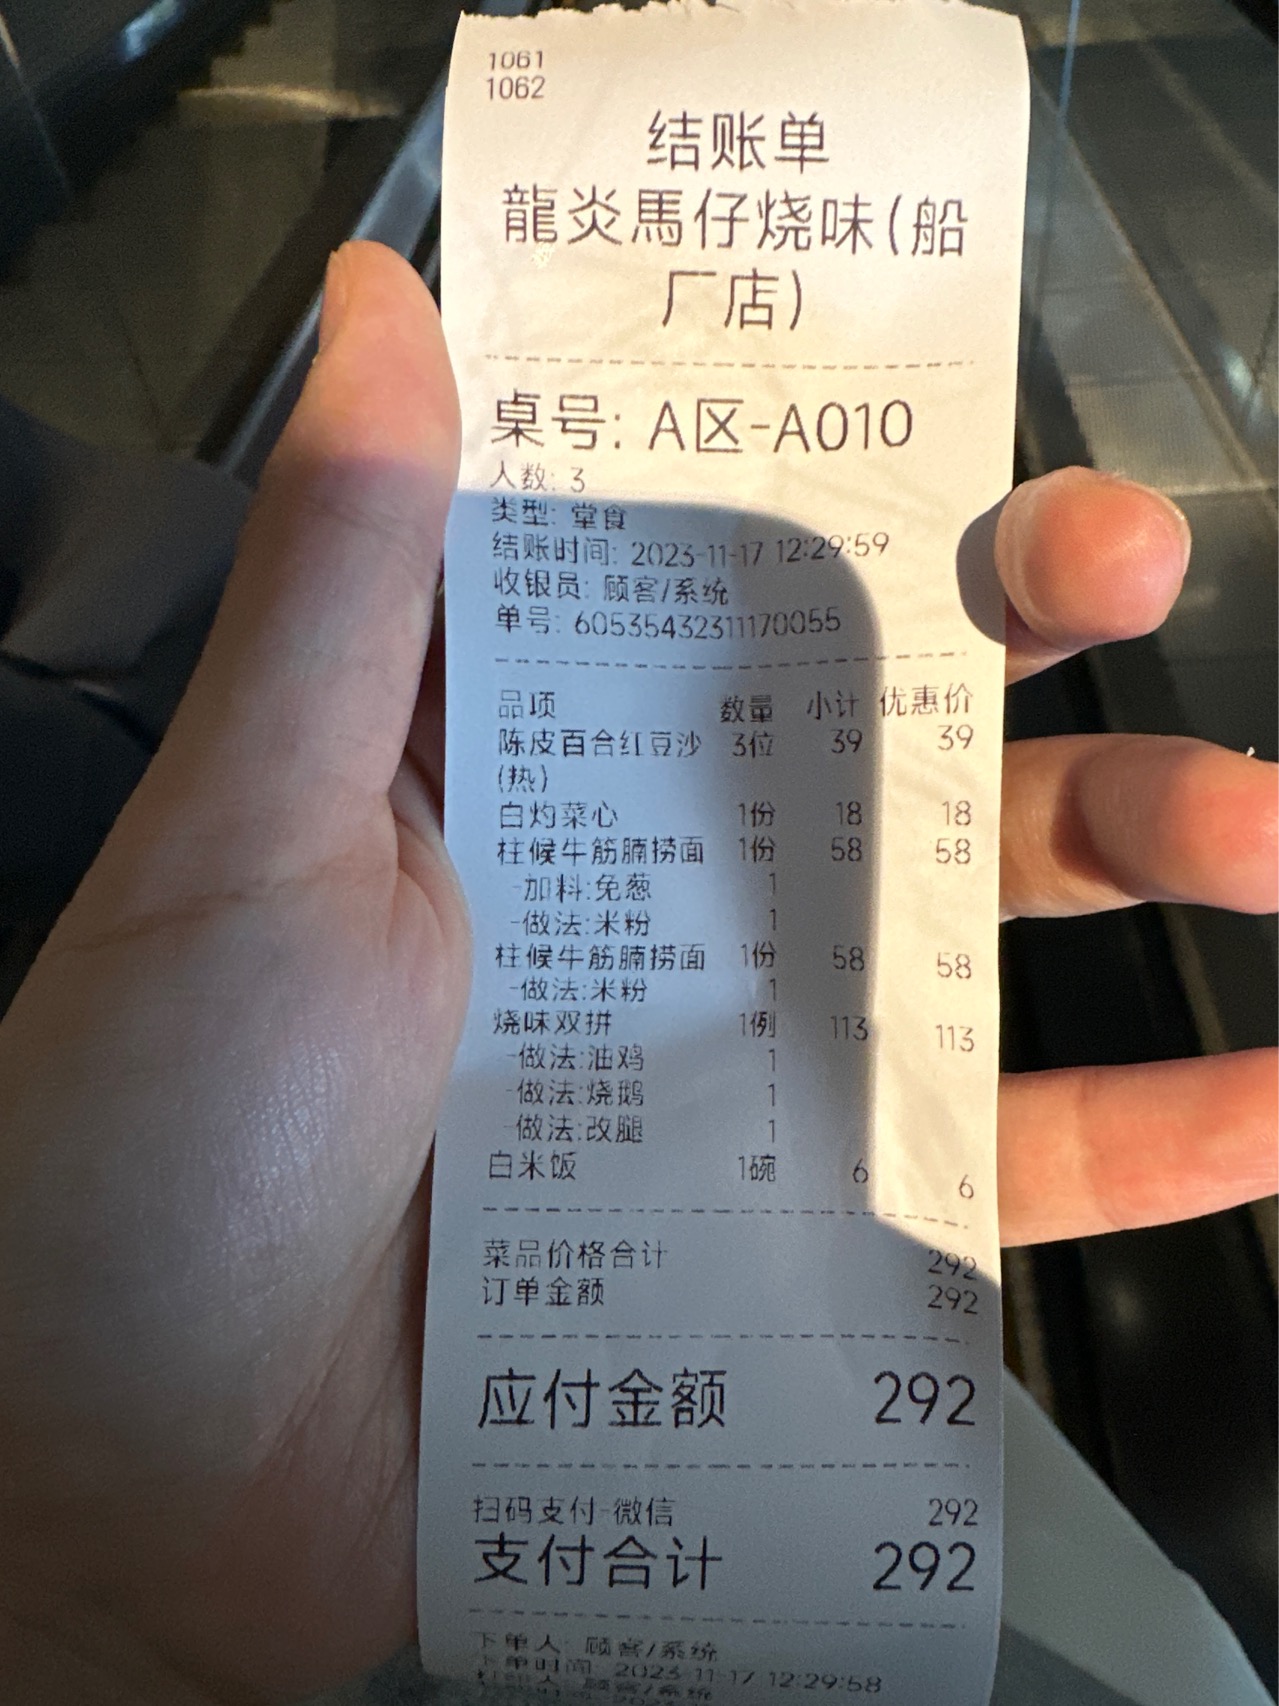 1061
1062
结账单
龍炎馬仔烧味(船
厂店)
桌号: A区-A010
人数: 3
类型: 堂食
结账时间: 2023-11-17 12:29:59
收银员: 顾客/系统
单号: 60535432311170055
品项 数量 小计 优惠价
陈皮百合红豆沙 3位 39 39
(热)
白灼菜心 1份 18 18
柱候牛筋腩捞面 1份 58 58
-加料:免葱 1
-做法:米粉 1
柱候牛筋腩捞面 1份 58 58
-做法:米粉 1
烧味双拼 1例 113 113
-做法:油鸡 1
-做法:烧鹅 1
-做法:改腿 1
白米饭 1碗 6 6
菜品价格合计 292
订单金额 292
应付金额 292
扫码支付-微信 292
支付合计 292
下单人: 顾客/系统
下单时间: 2023-11-17 12:29:58
顾客/系统